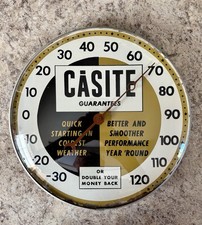 -30
-20
-10
0
10
20
30
40
50
60
70
80
90
100
110
120
CASITE
GUARANTEES
QUICK
STARTING IN
COLDEST
WEATHER
BETTER AND
SMOOTHER
PERFORMANCE
YEAR 'ROUND
OR
DOUBLE YOUR
MONEY BACK